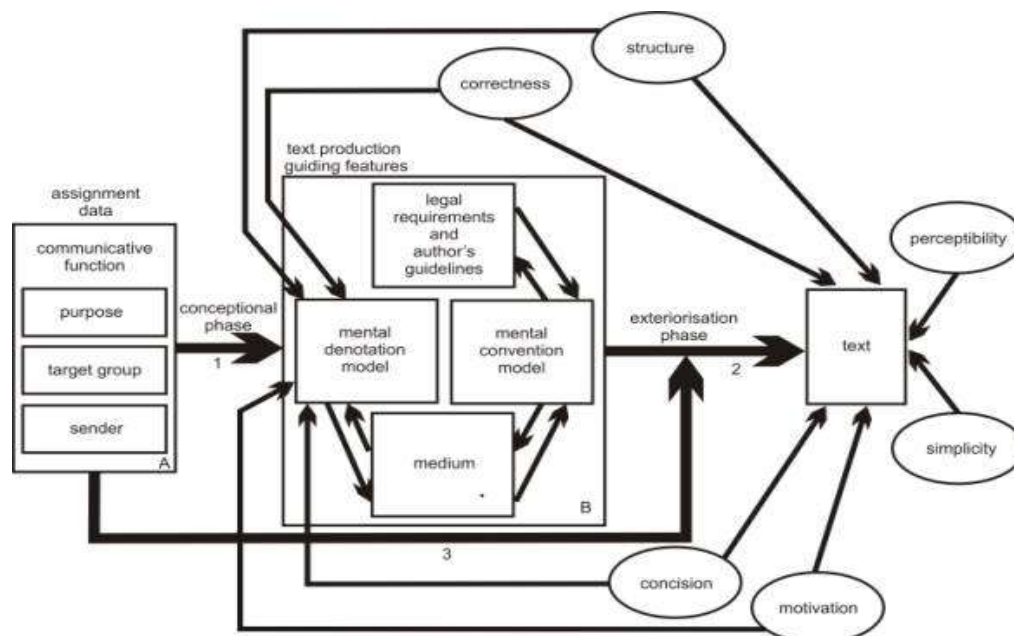 structure
correctness
text production
guiding features
assignment
data
legal
requirements
and
author's
guidelines
communicative
function
perceptibility
purpose
conceptional
phase
exteriorisation
phase
mental
denotation
model
mental
convention
model
text
1
2
target group
sender
medium
simplicity
A
B
3
concision
motivation